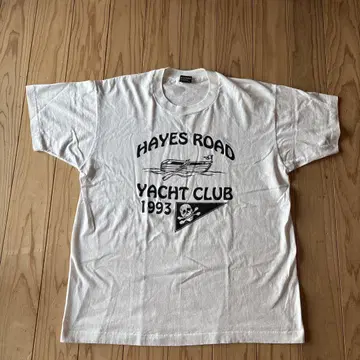 HAYES ROAD
YACHT CLUB
1993